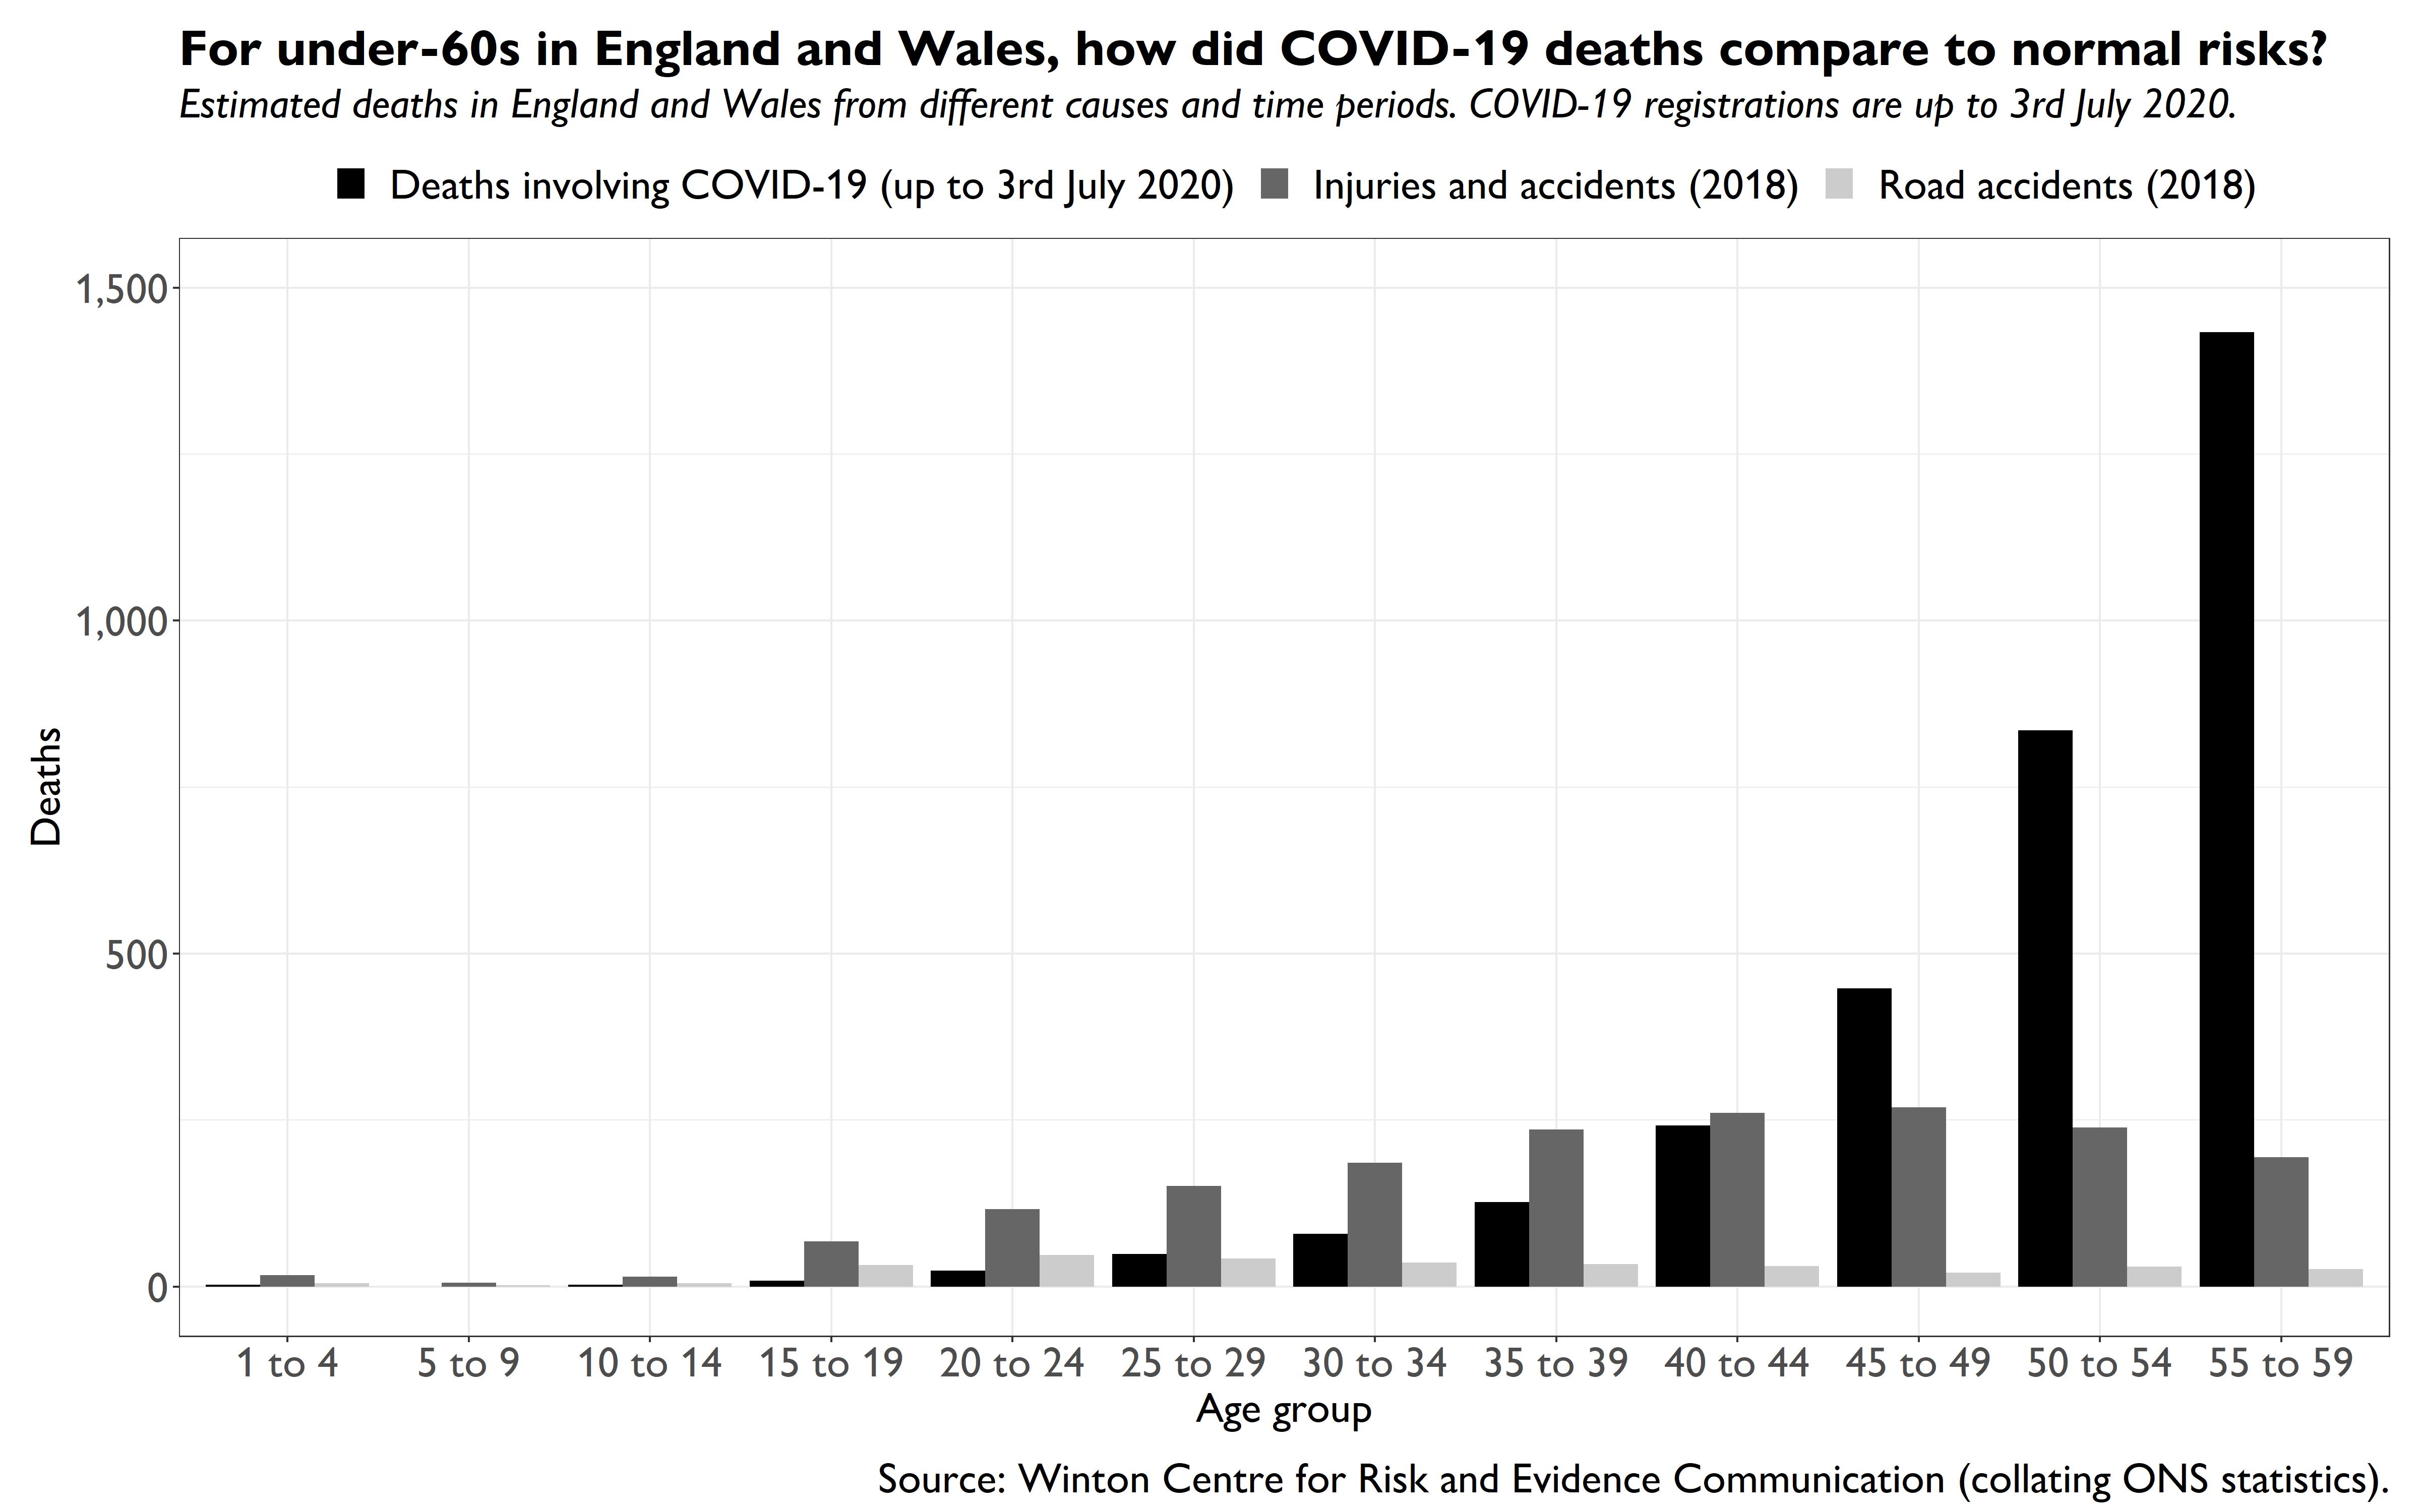 For under-60s in England and Wales, how did COVID-19 deaths compare to normal risks?
Estimated deaths in England and Wales from different causes and time periods. COVID-19 registrations are up to 3rd July 2020.
Deaths involving COVID-19 (up to 3rd July 2020) Injuries and accidents (2018) Road accidents (2018)
1,500
1,000
500
0
Deaths
1 to 4 5 to 9 10 to 14 15 to 19 20 to 24 25 to 29 30 to 34 35 to 39 40 to 44 45 to 49 50 to 54 55 to 59
Age group
Source: Winton Centre for Risk and Evidence Communication (collating ONS statistics).